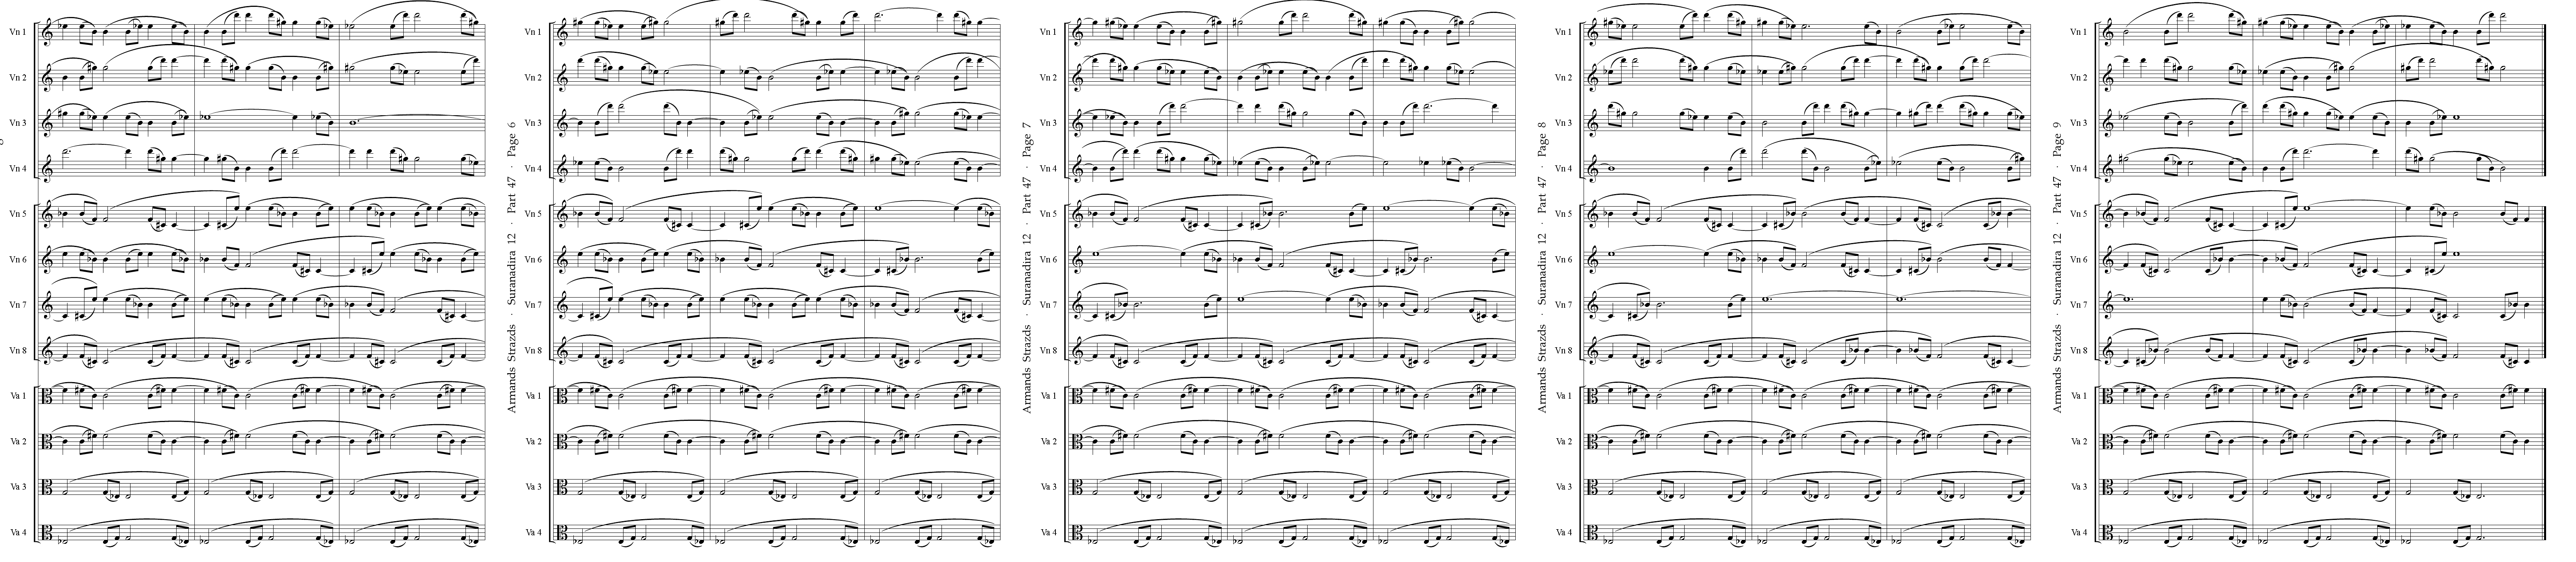 Vn 1
Vn 2
Vn 3
Vn 4
Vn 5
Vn 6
Vn 7
Vn 8
Va 1
Va 2
Va 3
Va 4
Armands Strazds · Suranadira 12 · Part 47 · Page 6
Vn 1
Vn 2
Vn 3
Vn 4
Vn 5
Vn 6
Vn 7
Vn 8
Va 1
Va 2
Va 3
Va 4
Armands Strazds · Suranadira 12 · Part 47 · Page 7
Vn 1
Vn 2
Vn 3
Vn 4
Vn 5
Vn 6
Vn 7
Vn 8
Va 1
Va 2
Va 3
Va 4
Armands Strazds · Suranadira 12 · Part 47 · Page 8
Vn 1
Vn 2
Vn 3
Vn 4
Vn 5
Vn 6
Vn 7
Vn 8
Va 1
Va 2
Va 3
Va 4
Armands Strazds · Suranadira 12 · Part 47 · Page 9
Vn 1
Vn 2
Vn 3
Vn 4
Vn 5
Vn 6
Vn 7
Vn 8
Va 1
Va 2
Va 3
Va 4